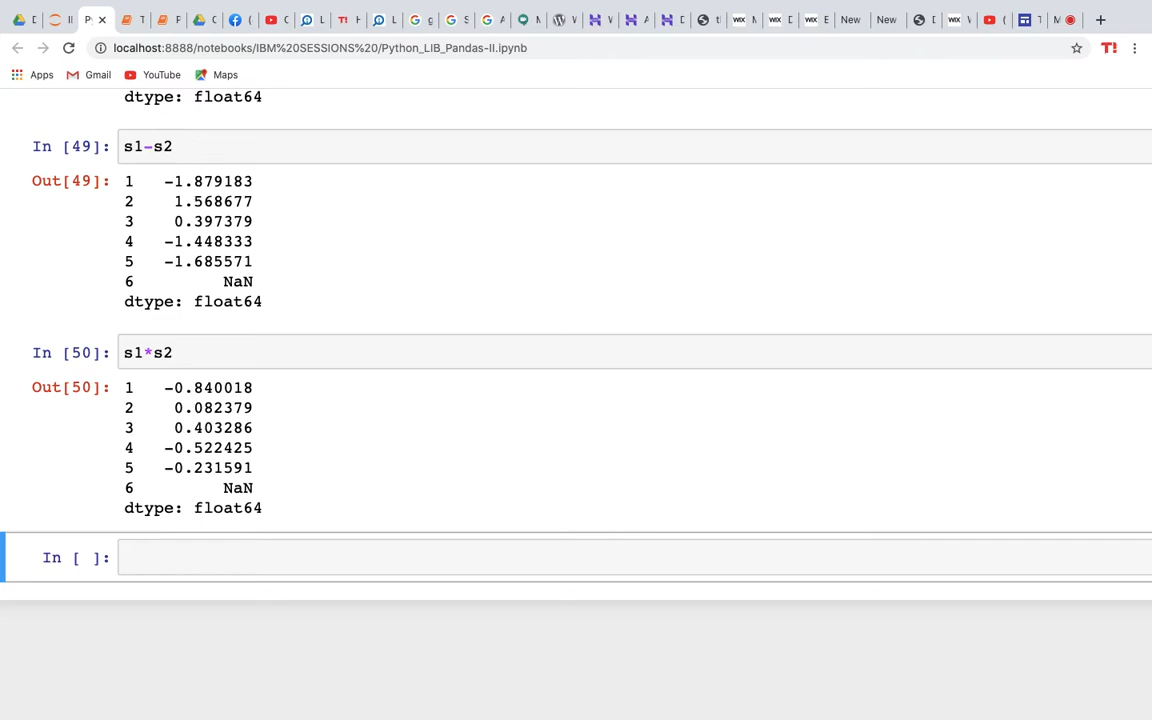 localhost:8888/notebooks/IBM%20SESSIONS%20/Python_LIB_Pandas-II.ipynb
Apps Gmail YouTube Maps
dtype: float64
In [49]: s1-s2
Out[49]: 1 -1.879183
2 1.568677
3 0.397379
4 -1.448333
5 -1.685571
6 NaN
dtype: float64
In [50]: s1*s2
Out[50]: 1 -0.840018
2 0.082379
3 0.403286
4 -0.522425
5 -0.231591
6 NaN
dtype: float64
In [ ]: